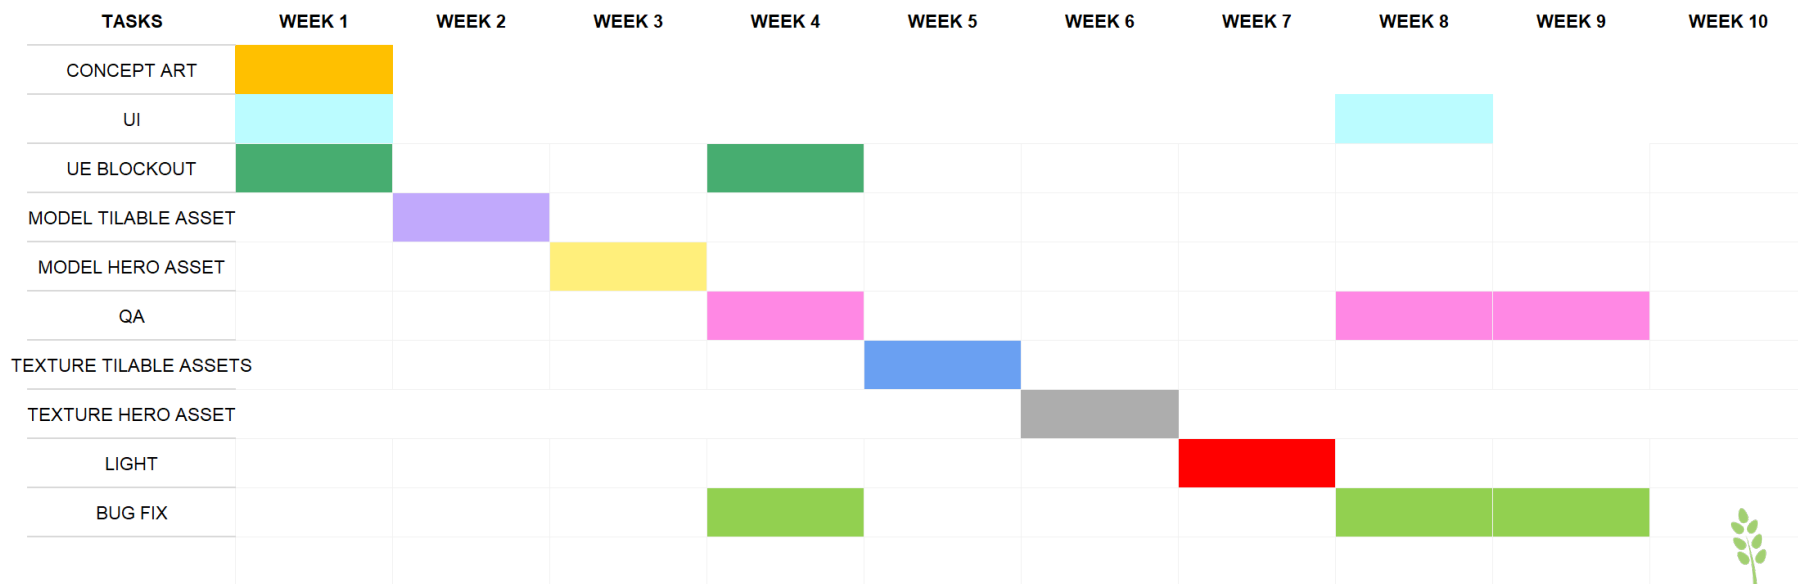 TASKS WEEK 1 WEEK 2 WEEK 3 WEEK 4 WEEK 5 WEEK 6 WEEK 7 WEEK 8 WEEK 9 WEEK 10
CONCEPT ART
UI
UE BLOCKOUT
MODEL TILABLE ASSET
MODEL HERO ASSET
QA
TEXTURE TILABLE ASSETS
TEXTURE HERO ASSET
LIGHT
BUG FIX